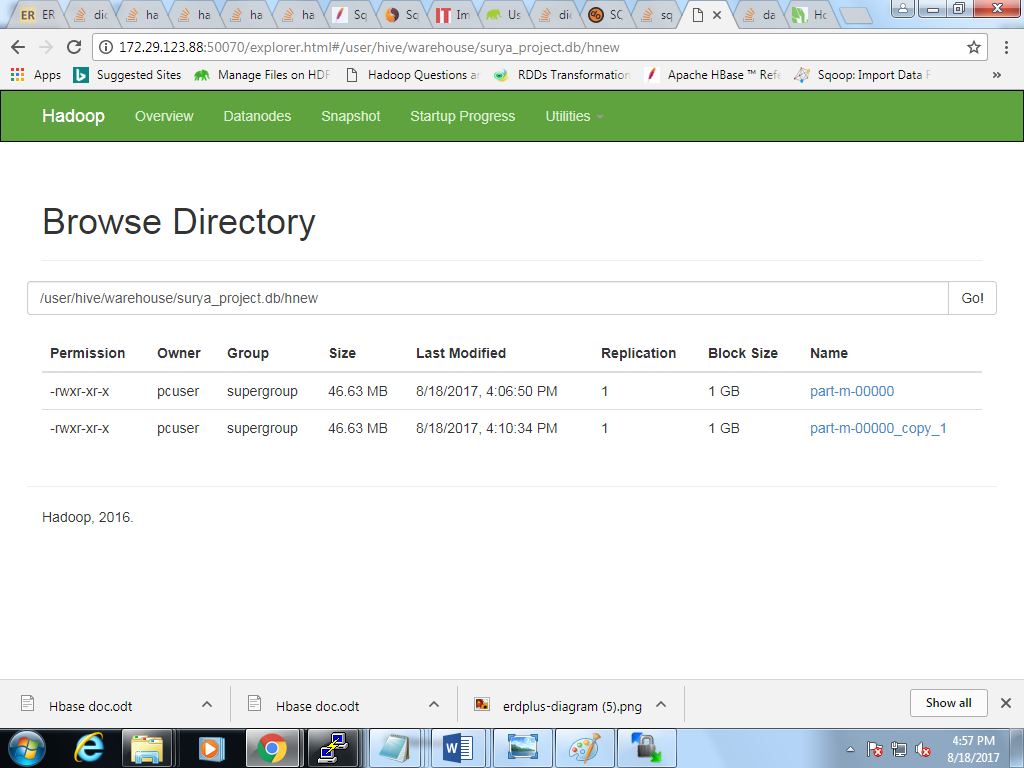 ER ER dic ha ha ha ha Sq Sq IT Im Us dic SC sq da Ho
172.29.123.88:50070/explorer.html#/user/hive/warehouse/surya_project.db/hnew
Apps Suggested Sites Manage Files on HDF Hadoop Questions an RDDs Transformation Apache HBase ™ Refe Sqoop: Import Data F »
Hadoop Overview Datanodes Snapshot Startup Progress Utilities
Browse Directory
/user/hive/warehouse/surya_project.db/hnew Go!
Permission Owner Group Size Last Modified Replication Block Size Name
-rwxr-xr-x pcuser supergroup 46.63 MB 8/18/2017, 4:06:50 PM 1 1 GB part-m-00000
-rwxr-xr-x pcuser supergroup 46.63 MB 8/18/2017, 4:10:34 PM 1 1 GB part-m-00000_copy_1
Hadoop, 2016.
Hbase doc.odt Hbase doc.odt erdplus-diagram (5).png Show all
4:57 PM
8/18/2017